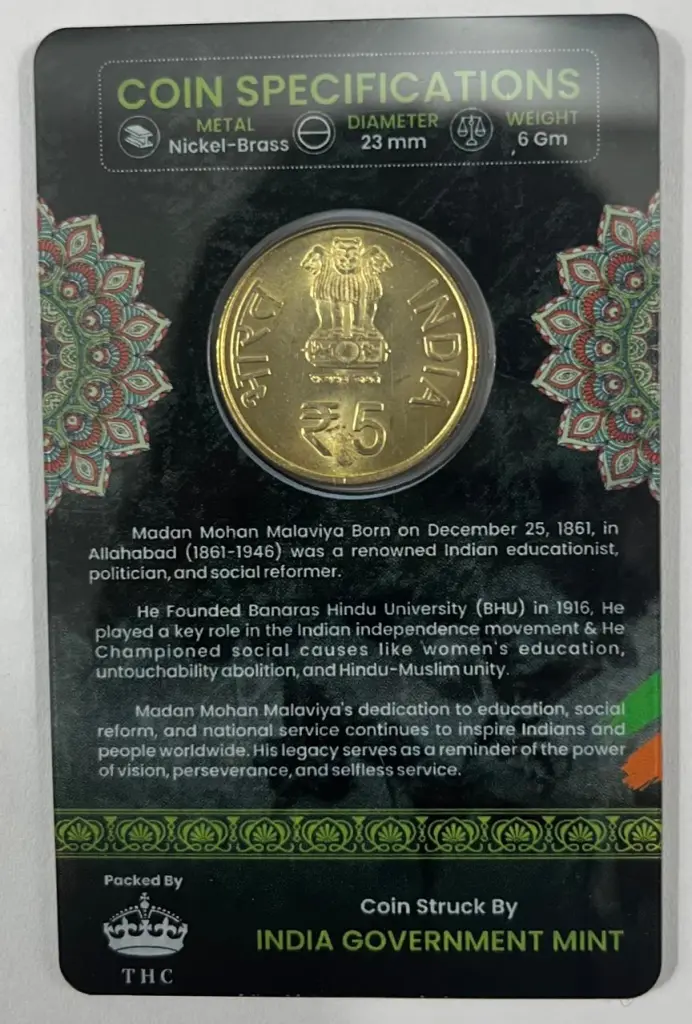 COIN SPECIFICATIONS
METAL
Nickel-Brass
DIAMETER
23 mm
WEIGHT
6 Gm
भारत
INDIA
₹5
Madan Mohan Malaviya Born on December 25, 1861, in
Allahabad (1861-1946) was a renowned Indian educationist,
politician, and social reformer.
He Founded Banaras Hindu University (BHU) in 1916, He
played a key role in the Indian independence movement & He
Championed social causes like women's education,
untouchability abolition, and Hindu-Muslim unity.
Madan Mohan Malaviya's dedication to education, social
reform, and national service continues to inspire Indians and
people worldwide. His legacy serves as a reminder of the power
of vision, perseverance, and selfless service.
Packed By
THC
Coin Struck By
INDIA GOVERNMENT MINT